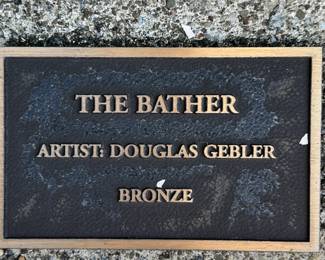 THE BATHER
ARTIST: DOUGLAS GEBLER
BRONZE